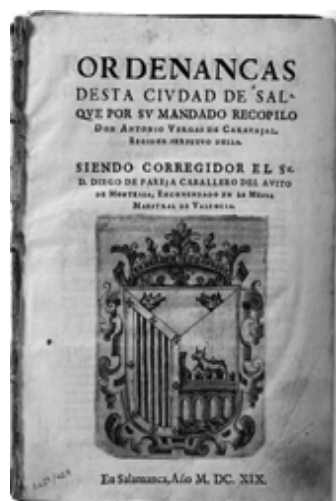 ORDENANCAS
DESTA CIVDAD DE SAL-
QVE POR SV MANDADO RECOPILO
DON ANTONIO VERGAS DE CARAVAJAL,
REGIDOR PERPETVO DELLA.
SIENDO CORREGIDOR EL Sr.
D. DIEGO DE PAREJA CABALLERO DEL AVITO
DE MONTESA, ENCOMENDADO EN LA MESSA
MAESTRAL DE VALENCIA.
En Salamanca, Año M. DC. XIX.